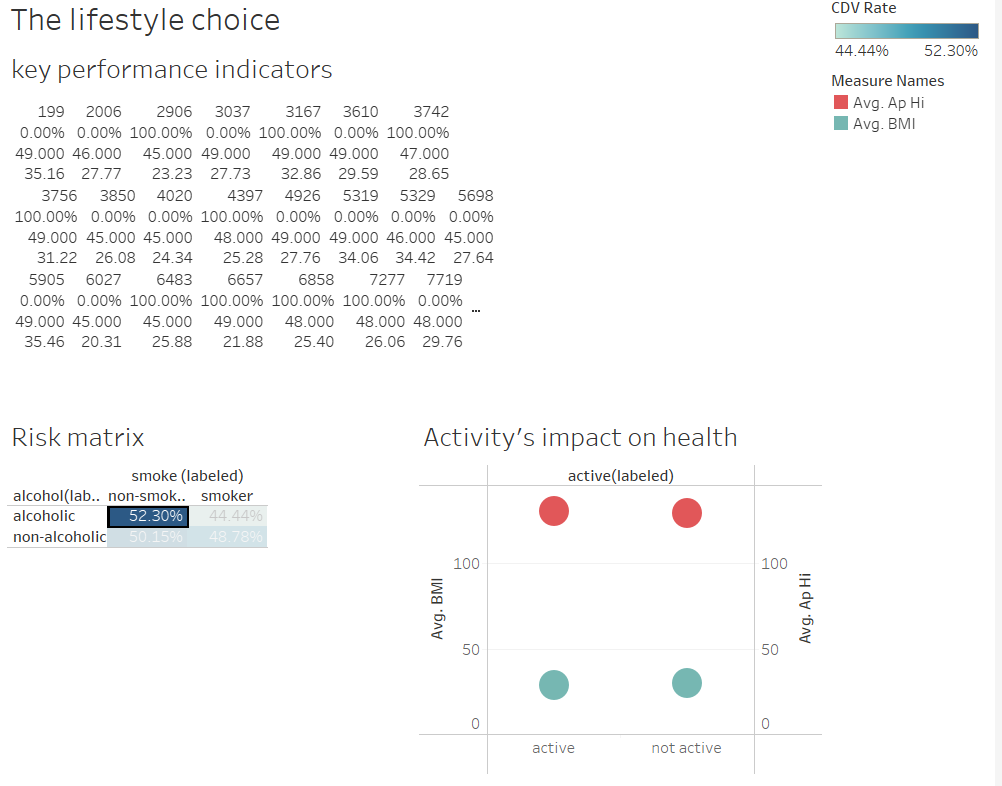 The lifestyle choice
key performance indicators
199 2006 2906 3037 3167 3610 3742
0.00% 0.00% 100.00% 0.00% 100.00% 0.00% 100.00%
49.000 46.000 45.000 49.000 49.000 49.000 47.000
35.16 27.77 23.23 27.73 32.86 29.59 28.65
3756 3850 4020 4397 4926 5319 5329 5698
100.00% 0.00% 0.00% 100.00% 0.00% 0.00% 0.00% 0.00%
49.000 45.000 45.000 48.000 49.000 49.000 46.000 45.000
31.22 26.08 24.34 25.28 27.76 34.06 34.42 27.64
5905 6027 6483 6657 6858 7277 7719
0.00% 0.00% 100.00% 100.00% 100.00% 100.00% 0.00% ...
49.000 45.000 45.000 49.000 48.000 48.000 48.000
35.46 20.31 25.88 21.88 25.40 26.06 29.76
CDV Rate
44.44% 52.30%
Measure Names
Avg. Ap Hi
Avg. BMI
Risk matrix
smoke (labeled)
alcohol(lab.. non-smok.. smoker
alcoholic 52.30% 44.44%
non-alcoholic 50.15% 48.78%
Activity's impact on health
active(labeled)
Avg. BMI
100
50
0
100
50
0
Avg. Ap Hi
active not active